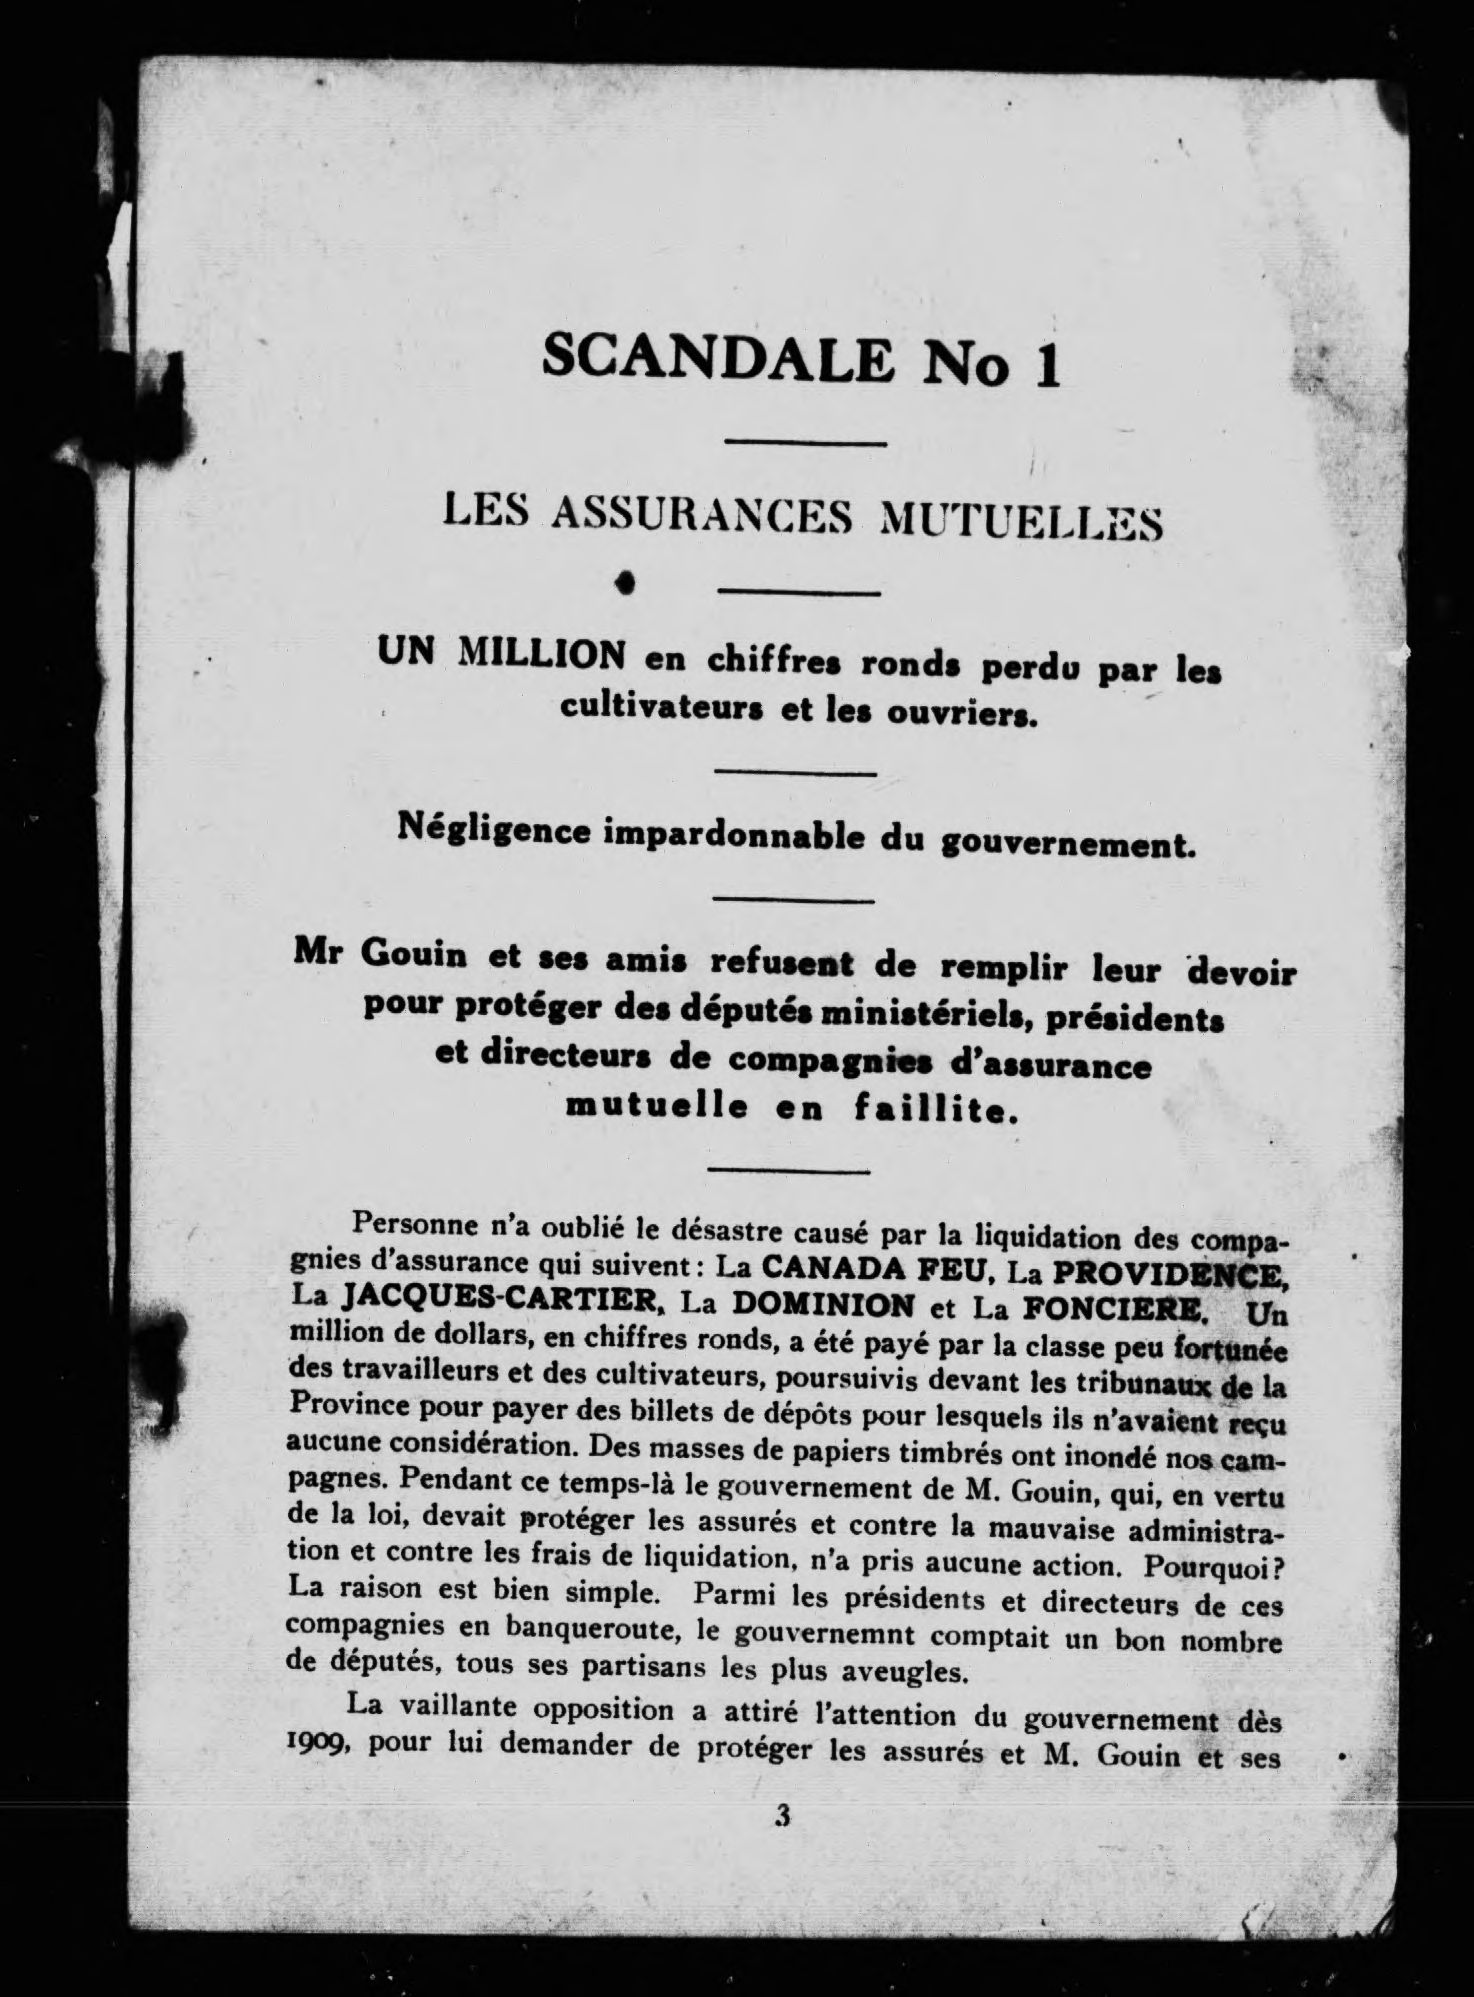 SCANDALE No 1
LES ASSURANCES MUTUELLES
UN MILLION en chiffres ronds perdu par les
cultivateurs et les ouvriers.
Négligence impardonnable du gouvernement.
Mr Gouin et ses amis refusent de remplir leur devoir
pour protéger des députés ministériels, présidents
et directeurs de compagnies d'assurance
mutuelle en faillite.
Personne n'a oublié le désastre causé par la liquidation des compa-
gnies d'assurance qui suivent : La CANADA FEU, La PROVIDENCE,
La JACQUES-CARTIER, La DOMINION et La FONCIERE. Un
million de dollars, en chiffres ronds, a été payé par la classe peu fortunée
des travailleurs et des cultivateurs, poursuivis devant les tribunaux de la
Province pour payer des billets de dépôts pour lesquels ils n'avaient reçu
aucune considération. Des masses de papiers timbrés ont inondé nos cam-
pagnes. Pendant ce temps-là le gouvernement de M. Gouin, qui, en vertu
de la loi, devait protéger les assurés et contre la mauvaise administra-
tion et contre les frais de liquidation, n'a pris aucune action. Pourquoi ?
La raison est bien simple. Parmi les présidents et directeurs de ces
compagnies en banqueroute, le gouvernemnt comptait un bon nombre
de députés, tous ses partisans les plus aveugles.
La vaillante opposition a attiré l'attention du gouvernement dès
1909, pour lui demander de protéger les assurés et M. Gouin et ses
3